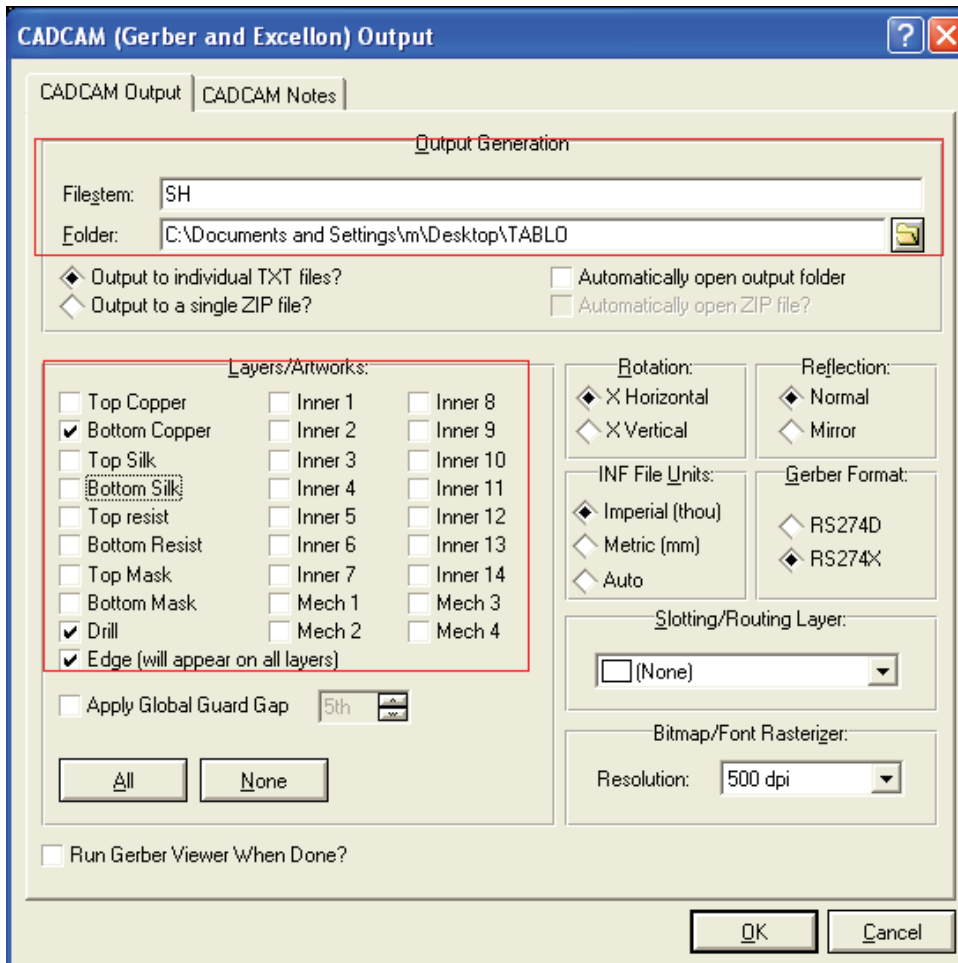 CADCAM (Gerber and Excellon) Output
CADCAM Output CADCAM Notes
Output Generation
Filestem: SH
Folder: C:\Documents and Settings\m\Desktop\TABLO
Output to individual TXT files? Automatically open output folder
Output to a single ZIP file? Automatically open ZIP file?
Layers/Artworks:
Top Copper Inner 1 Inner 8
Bottom Copper Inner 2 Inner 9
Top Silk Inner 3 Inner 10
Bottom Silk Inner 4 Inner 11
Top resist Inner 5 Inner 12
Bottom Resist Inner 6 Inner 13
Top Mask Inner 7 Inner 14
Bottom Mask Mech 1 Mech 3
Drill Mech 2 Mech 4
Edge (will appear on all layers)
Apply Global Guard Gap 5th
All None
Rotation:
X Horizontal
X Vertical
Reflection:
Normal
Mirror
INF File Units:
Imperial (thou)
Metric (mm)
Auto
Gerber Format:
RS274D
RS274X
Slotting/Routing Layer:
(None)
Bitmap/Font Rasterizer:
Resolution: 500 dpi
Run Gerber Viewer When Done?
OK Cancel